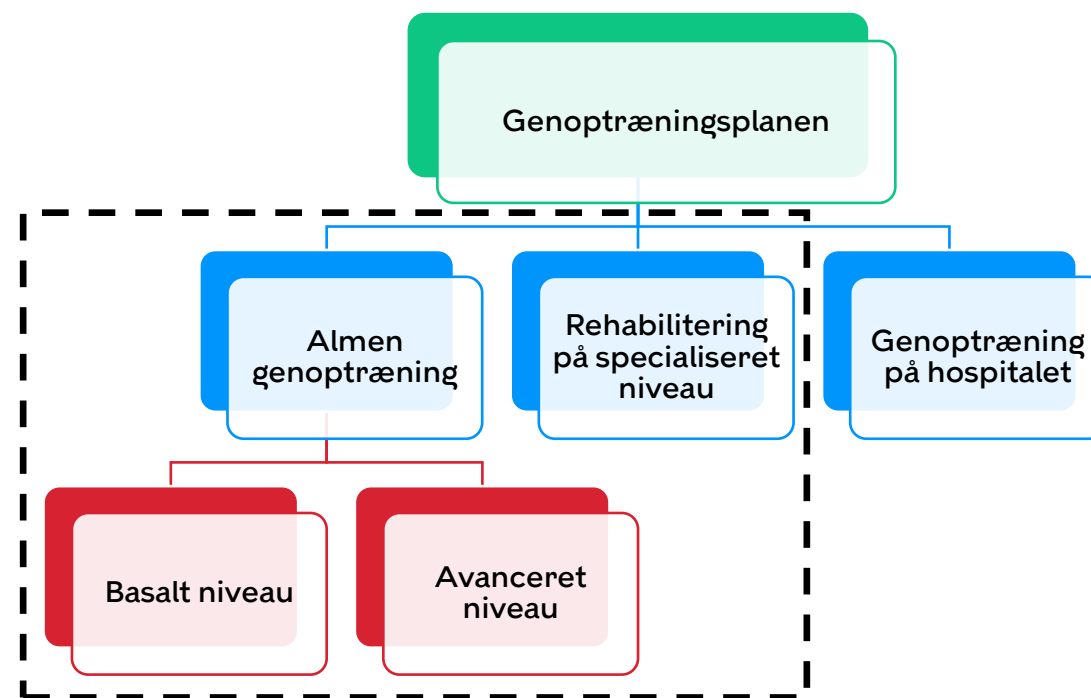 Genoptræningsplanen
Almen
genoptræning
Rehabilitering
på specialiseret
niveau
Genoptræning
på hospitalet
Basalt niveau
Avanceret
niveau